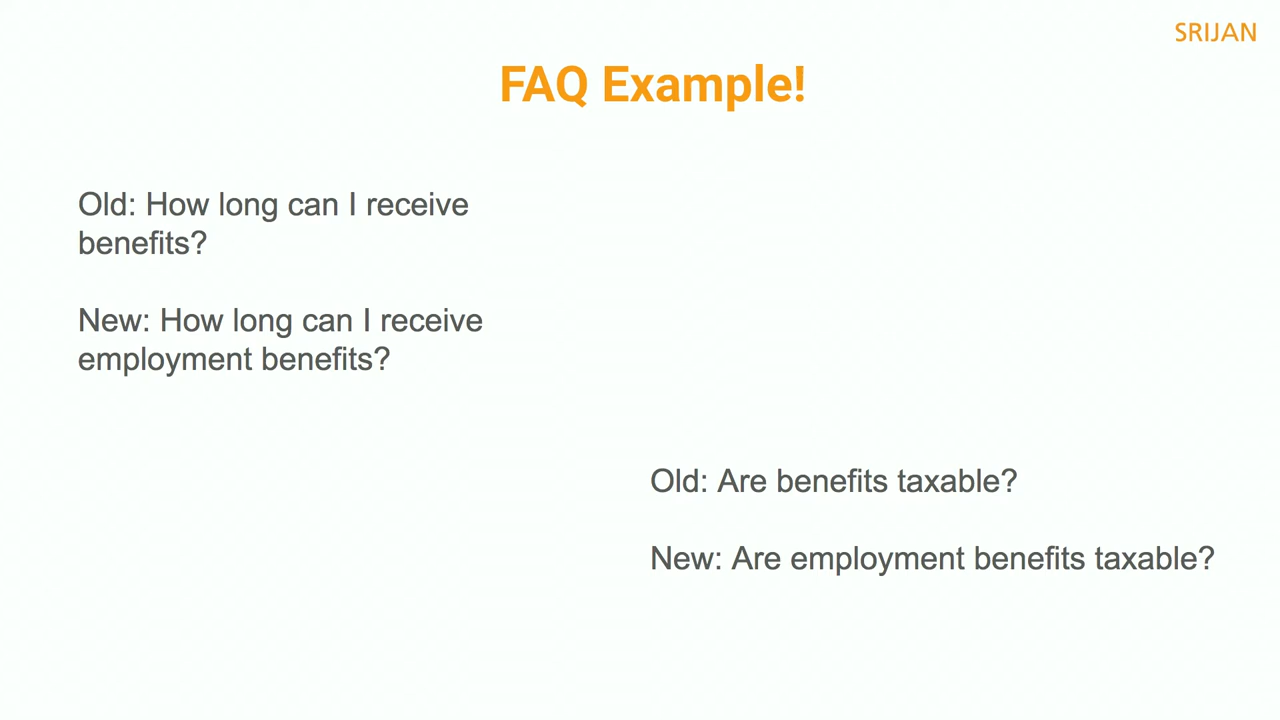 SRIJAN
FAQ Example!
Old: How long can I receive
benefits?
New: How long can I receive
employment benefits?
Old: Are benefits taxable?
New: Are employment benefits taxable?